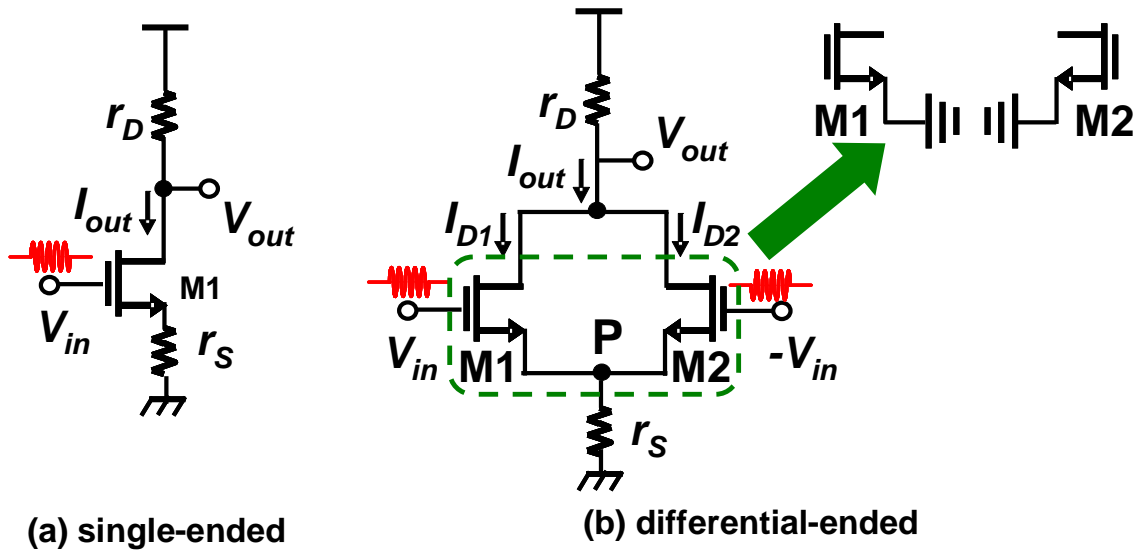 r_D
I_out
V_out
M1
V_in
r_S
(a) single-ended
r_D
V_out
I_out
I_D1
I_D2
V_in
M1
P
M2
-V_in
r_S
M1
M2
(b) differential-ended